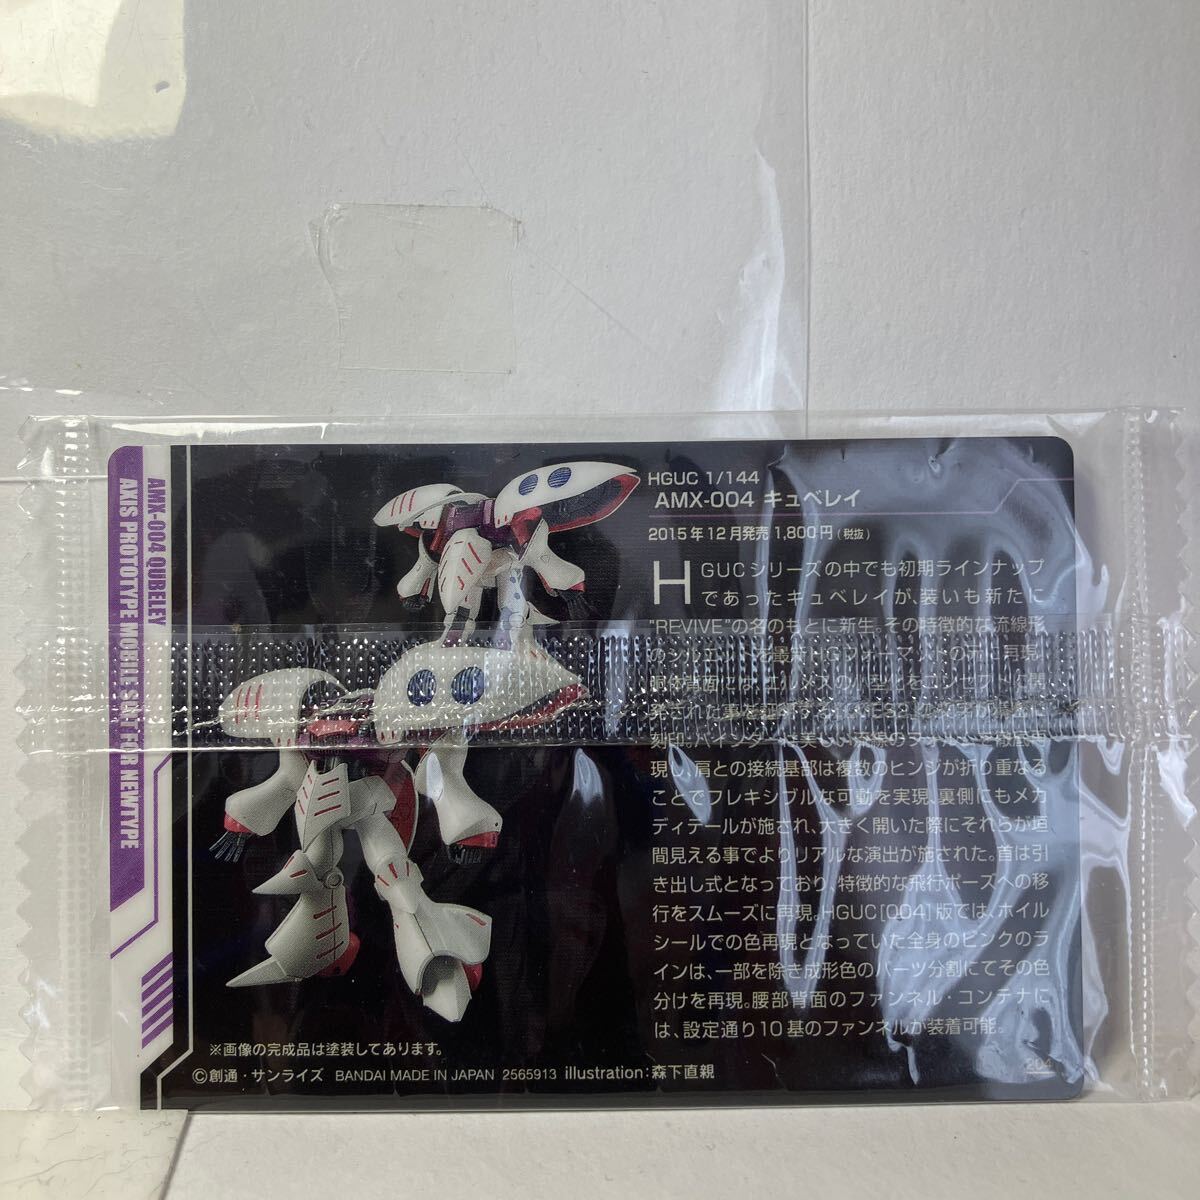 AMX-004 QUBELEY
AXIS PROTOTYPE MOBILE SUIT FOR NEWTYPE
HGUC 1/144
AMX-004 キュベレイ
2015年12月発売 1,800円(税抜)
HGUCシリーズの中でも初期ラインナップ
であったキュベレイが、装いも新たに
"REVIVE"の名のもとに新生。その特徴的な流線形
現し、肩との接続基部は複数のヒンジが折り重なる
ことでフレキシブルな可動を実現、裏側にもメカ
ディテールが施され、大きく開いた際にそれらが垣
間見える事でよりリアルな演出が施された。首は引
き出し式となっており、特徴的な飛行ポーズへの移
行をスムーズに再現。HGUC[004]版では、ホイル
シールでの色再現となっていた全身のピンクのラ
インは、一部を除き成形色のパーツ分割にてその色
分けを再現。腰部背面のファンネル・コンテナに
は、設定通り10基のファンネルが装着可能。
※画像の完成品は塗装してあります。
©創通・サンライズ BANDAI MADE IN JAPAN 2565913 illustration:森下直親
204